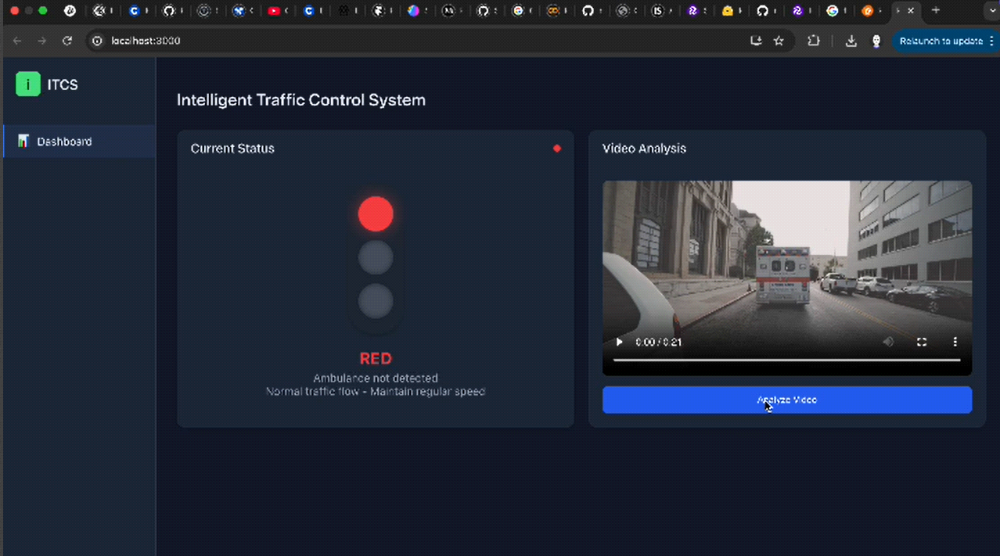 localhost:3000
Relaunch to update
i ITCS
Dashboard
Intelligent Traffic Control System
Current Status
RED
Ambulance not detected
Normal traffic flow - Maintain regular speed
Video Analysis
0:00 / 0:21
Analyze Video